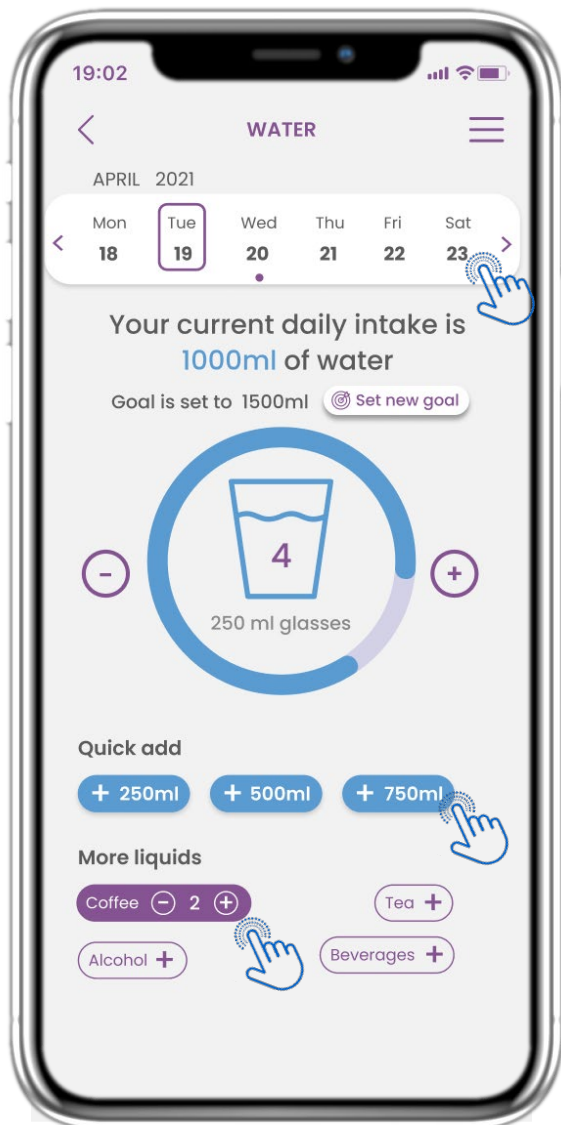 19:02
WATER
APRIL 2021
Mon Tue Wed Thu Fri Sat
< 18 19 20 21 22 23 >
Your current daily intake is
1000ml of water
Goal is set to 1500ml Set new goal
4
- +
250 ml glasses
Quick add
+ 250ml + 500ml + 750ml
More liquids
Coffee - 2 + Tea +
Alcohol + Beverages +